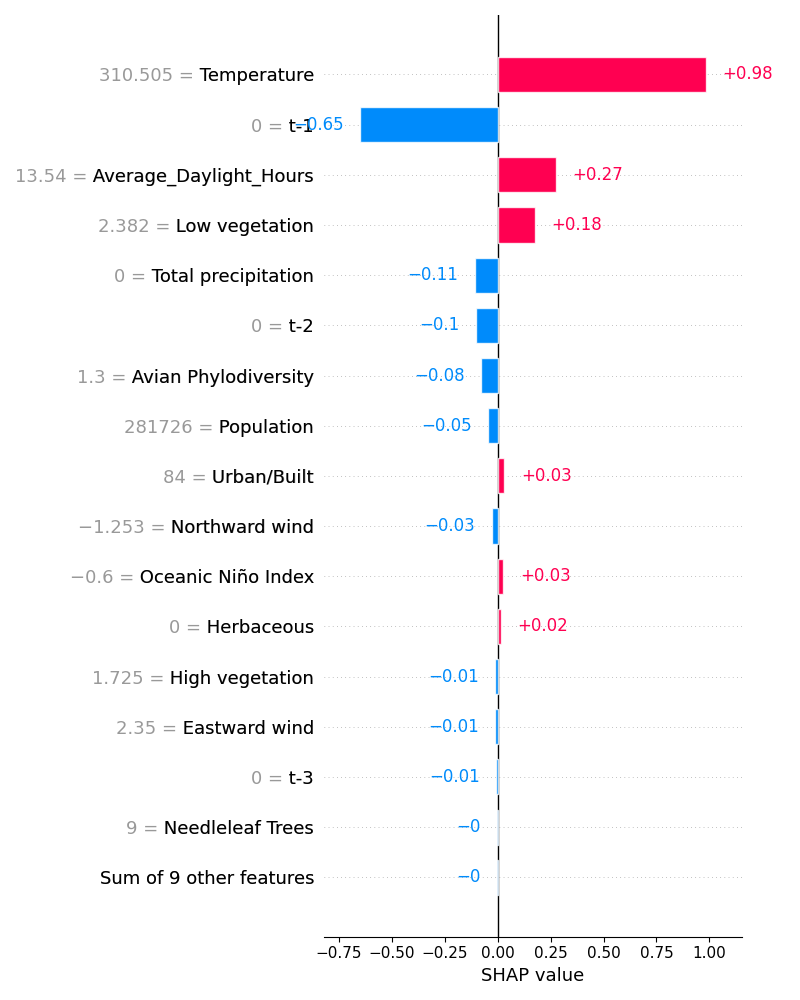 310.505 = Temperature +0.98
0 = t-1 −0.65
13.54 = Average_Daylight_Hours +0.27
2.382 = Low vegetation +0.18
0 = Total precipitation −0.11
0 = t-2 −0.1
1.3 = Avian Phylodiversity −0.08
281726 = Population −0.05
84 = Urban/Built +0.03
−1.253 = Northward wind −0.03
−0.6 = Oceanic Niño Index +0.03
0 = Herbaceous +0.02
1.725 = High vegetation −0.01
2.35 = Eastward wind −0.01
0 = t-3 −0.01
9 = Needleleaf Trees −0
Sum of 9 other features −0
−0.75 −0.50 −0.25 0.00 0.25 0.50 0.75 1.00
SHAP value